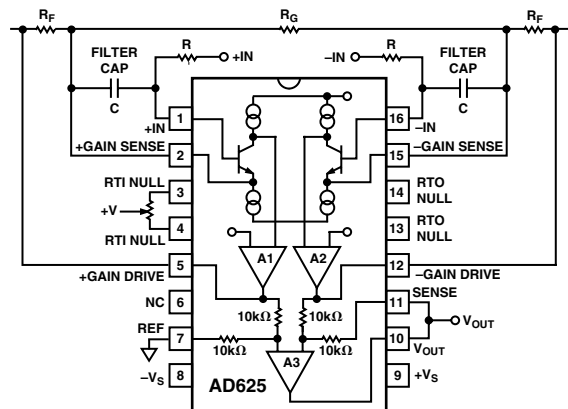 RF RG RF
FILTER CAP R +IN –IN R FILTER CAP
C C
1 +IN 16 –IN
+GAIN SENSE 2 15 –GAIN SENSE
RTI NULL 3 14 RTO NULL
+V
4 RTI NULL 13 RTO NULL
A1 A2
+GAIN DRIVE 5 12 –GAIN DRIVE
NC 6 10kΩ 10kΩ 11 SENSE
VOUT
REF 7 10kΩ 10kΩ 10 VOUT
A3
–VS 8 AD625 9 +VS